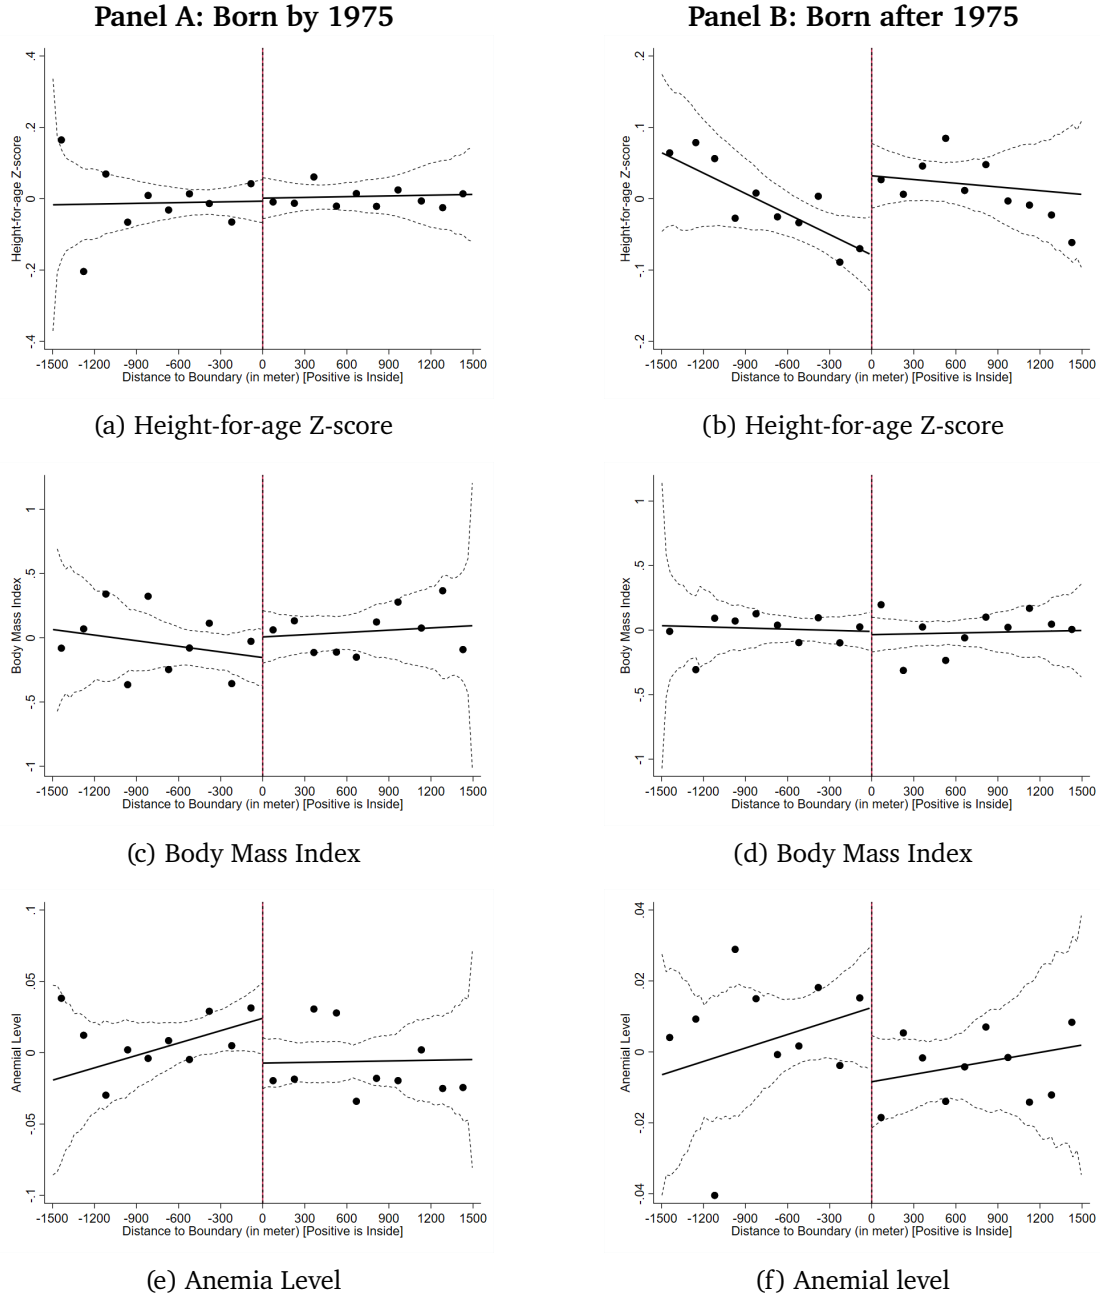 Panel A: Born by 1975
Panel B: Born after 1975
Height-for-age Z-score
.4
.2
0
-.2
-.4
-1500 -1200 -900 -600 -300 0 300 600 900 1200 1500
Distance to Boundary (in meter) [Positive is Inside]
(a) Height-for-age Z-score
Height-for-age Z-score
.2
.1
0
-.1
-.2
-1500 -1200 -900 -600 -300 0 300 600 900 1200 1500
Distance to Boundary (in meter) [Positive is Inside]
(b) Height-for-age Z-score
Body Mass Index
1
.5
0
-.5
-1
-1500 -1200 -900 -600 -300 0 300 600 900 1200 1500
Distance to Boundary (in meter) [Positive is Inside]
(c) Body Mass Index
Body Mass Index
1
.5
0
-.5
-1
-1500 -1200 -900 -600 -300 0 300 600 900 1200 1500
Distance to Boundary (in meter) [Positive is Inside]
(d) Body Mass Index
Anemial Level
.1
.05
0
-.05
-.1
-1500 -1200 -900 -600 -300 0 300 600 900 1200 1500
Distance to Boundary (in meter) [Positive is Inside]
(e) Anemia Level
Anemial Level
.04
.02
0
-.02
-.04
-1500 -1200 -900 -600 -300 0 300 600 900 1200 1500
Distance to Boundary (in meter) [Positive is Inside]
(f) Anemial level